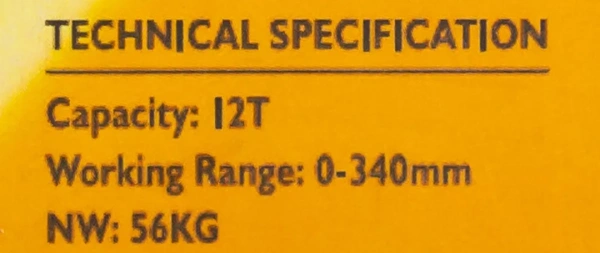 TECHNICAL SPECIFICATION
Capacity: 12T
Working Range: 0-340mm
NW: 56KG